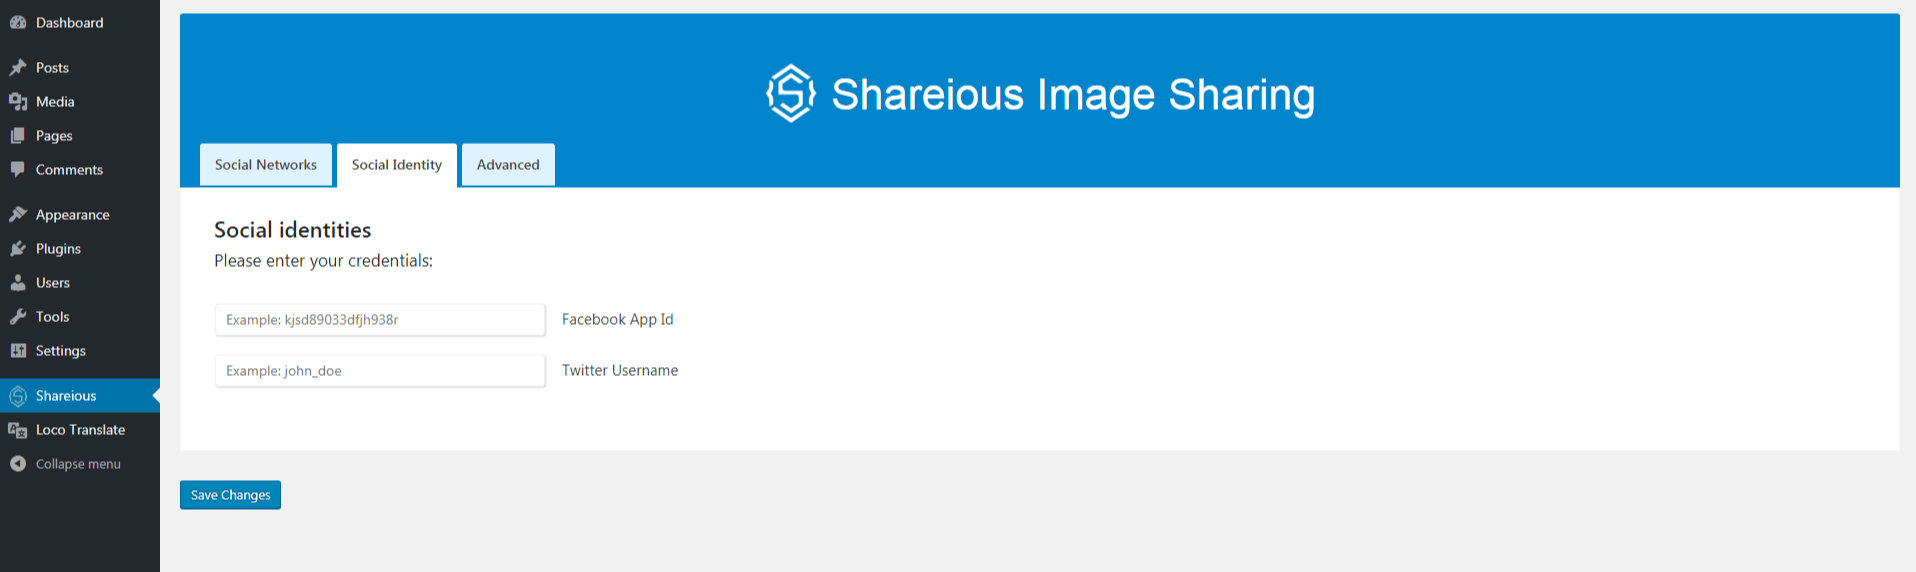 Dashboard
Posts
Media
Pages
Comments
Appearance
Plugins
Users
Tools
Settings
Shareious
Loco Translate
Collapse menu
Shareious Image Sharing
Social Networks
Social Identity
Advanced
Social identities
Please enter your credentials:
Example: kjsd89033dfjh938r
Facebook App Id
Example: john_doe
Twitter Username
Save Changes